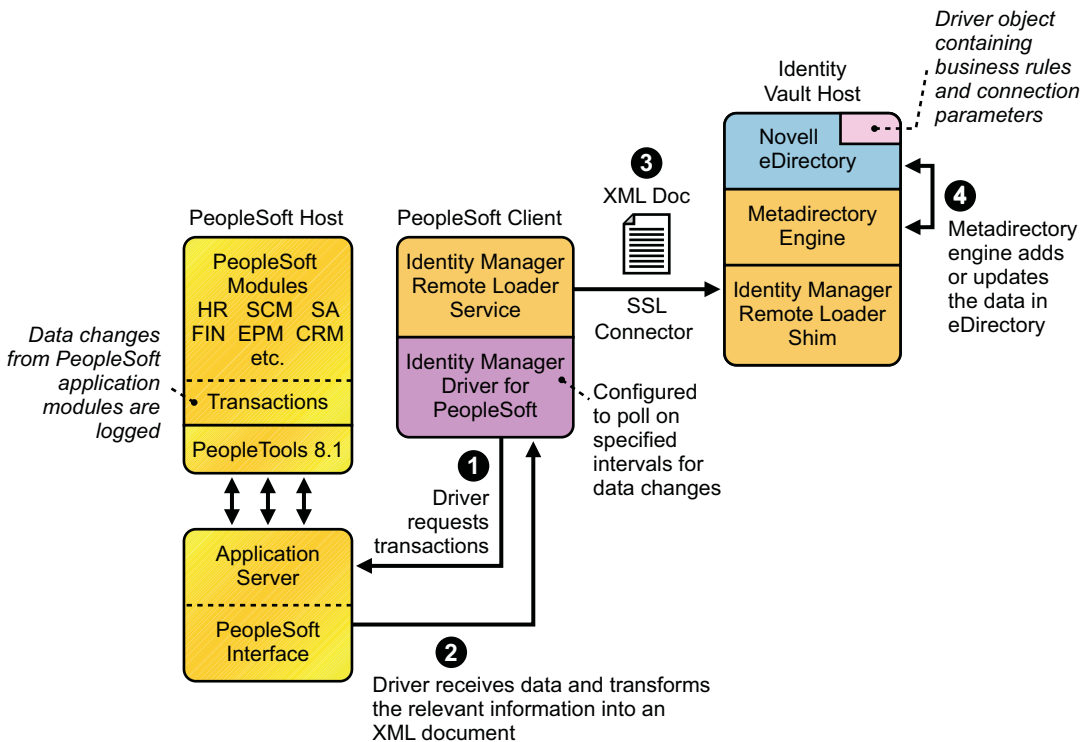 Driver object
containing
business rules
and connection
parameters
Identity
Vault Host
Novell
eDirectory
Metadirectory
Engine
Identity Manager
Remote Loader
Shim
4
Metadirectory
engine adds
or updates
the data in
eDirectory
3
XML Doc
SSL
Connector
PeopleSoft Host
PeopleSoft
Modules
HR SCM SA
FIN EPM CRM
etc.
Transactions
PeopleTools 8.1
Data changes
from PeopleSoft
application
modules are
logged
PeopleSoft Client
Identity Manager
Remote Loader
Service
Identity Manager
Driver for
PeopleSoft
Configured
to poll on
specified
intervals for
data changes
1
Driver
requests
transactions
Application
Server
PeopleSoft
Interface
2
Driver receives data and transforms
the relevant information into an
XML document